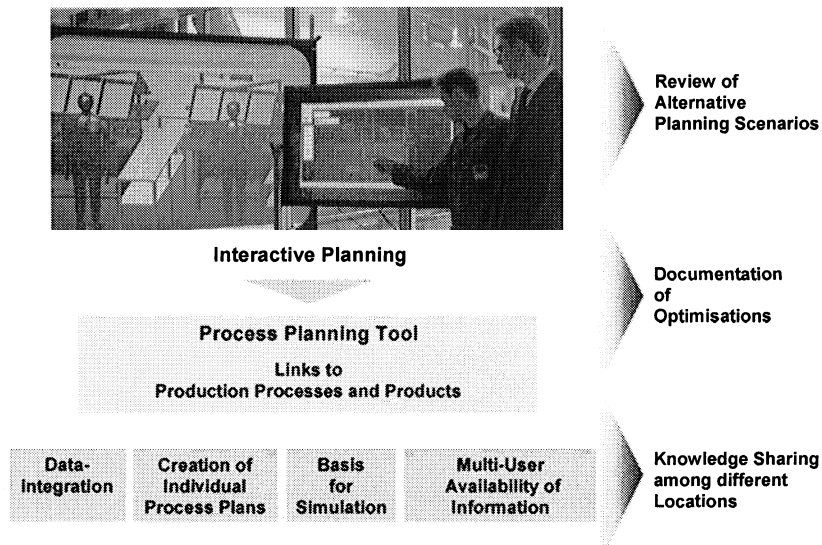 Interactive Planning
Process Planning Tool
Links to
Production Processes and Products
Data-
integration
Creation of
Individual
Process Plans
Basis
for
Simulation
Multi-User
Availability of
Information
Review of
Alternative
Planning Scenarios
Documentation
of
Optimisations
Knowledge Sharing
among different
Locations